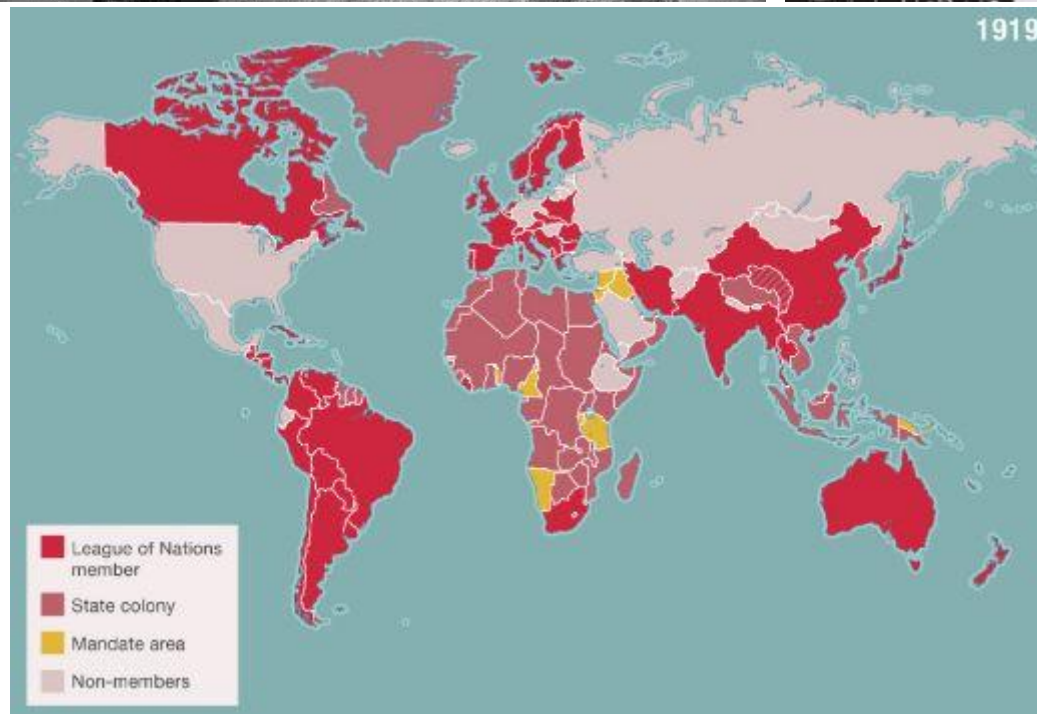 1919
League of Nations
member
State colony
Mandate area
Non-members